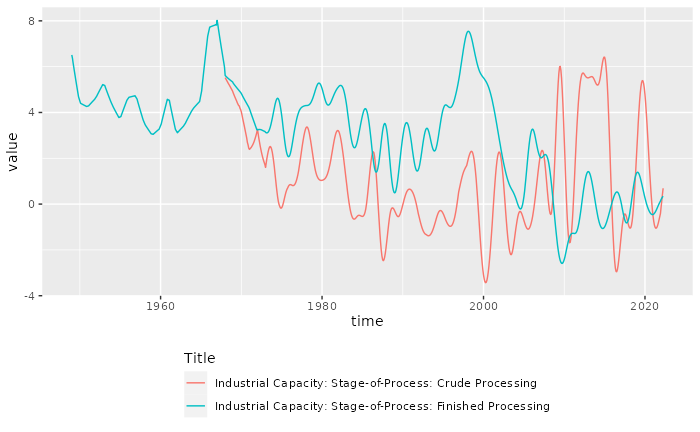 8
4
0
-4
value
1960
1980
2000
2020
time
Title
Industrial Capacity: Stage-of-Process: Crude Processing
Industrial Capacity: Stage-of-Process: Finished Processing